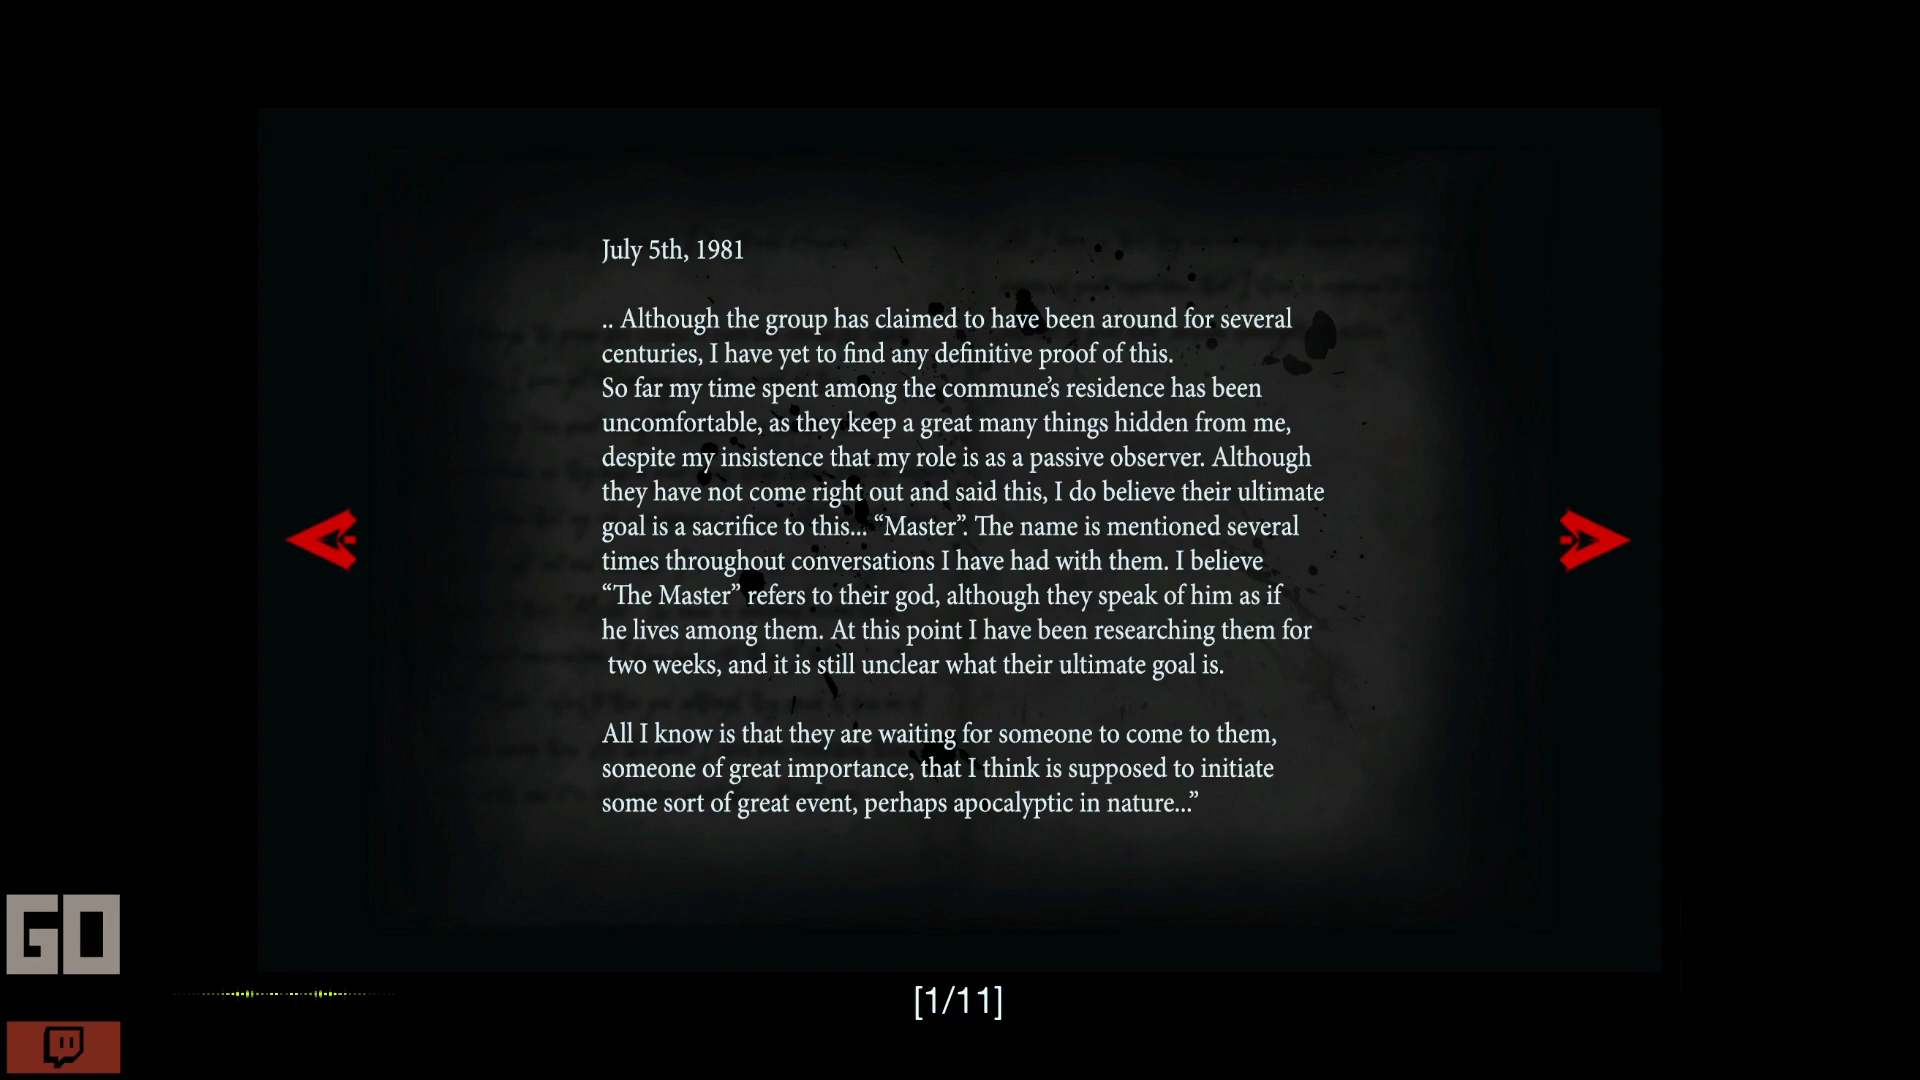 July 5th, 1981
.. Although the group has claimed to have been around for several
centuries, I have yet to find any definitive proof of this.
So far my time spent among the commune’s residence has been
uncomfortable, as they keep a great many things hidden from me,
despite my insistence that my role is as a passive observer. Although
they have not come right out and said this, I do believe their ultimate
goal is a sacrifice to this... “Master”. The name is mentioned several
times throughout conversations I have had with them. I believe
“The Master” refers to their god, although they speak of him as if
he lives among them. At this point I have been researching them for
two weeks, and it is still unclear what their ultimate goal is.
All I know is that they are waiting for someone to come to them,
someone of great importance, that I think is supposed to initiate
some sort of great event, perhaps apocalyptic in nature...”
GO
[1/11]